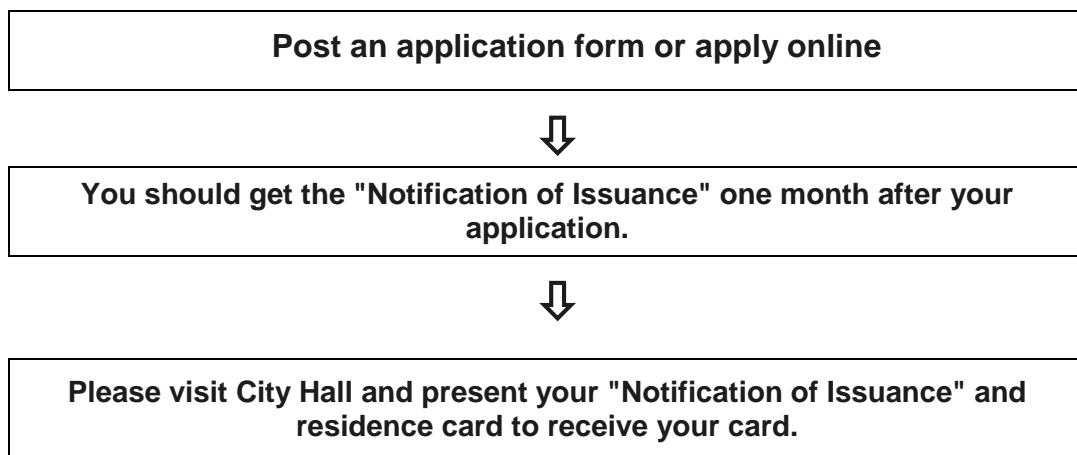 Post an application form or apply online
You should get the "Notification of Issuance" one month after your
application.
Please visit City Hall and present your "Notification of Issuance" and
residence card to receive your card.